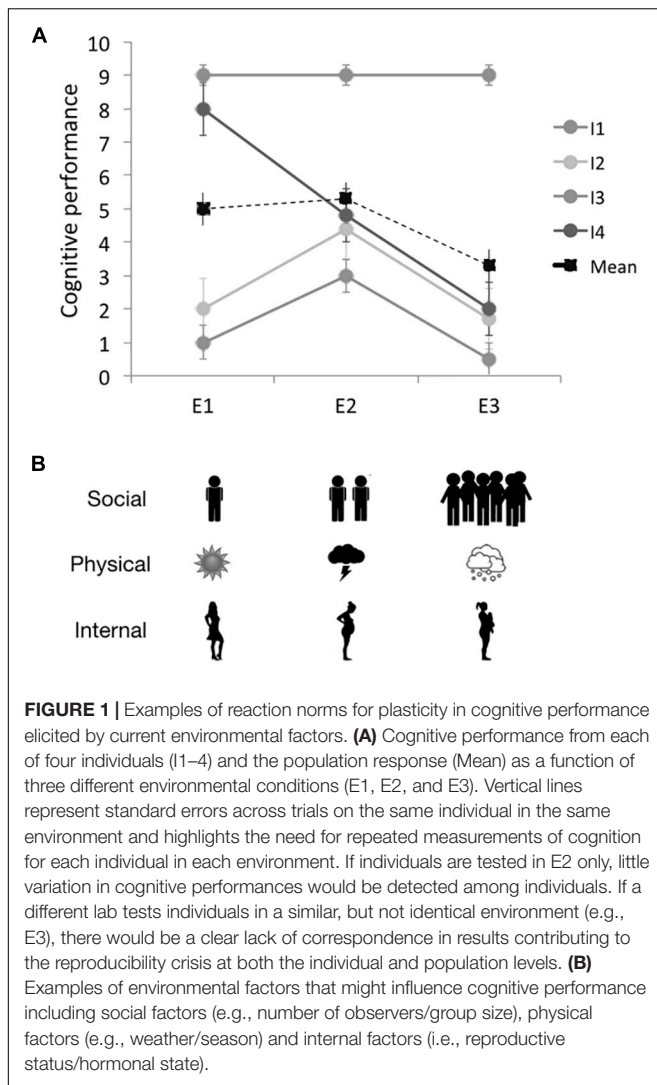 A
Cognitive performance
10
9
8
7
6
5
4
3
2
1
0
E1 E2 E3
I1
I2
I3
I4
Mean
B
Social
Physical
Internal
FIGURE 1 | Examples of reaction norms for plasticity in cognitive performance
elicited by current environmental factors. (A) Cognitive performance from each
of four individuals (I1–4) and the population response (Mean) as a function of
three different environmental conditions (E1, E2, and E3). Vertical lines
represent standard errors across trials on the same individual in the same
environment and highlights the need for repeated measurements of cognition
for each individual in each environment. If individuals are tested in E2 only, little
variation in cognitive performances would be detected among individuals. If a
different lab tests individuals in a similar, but not identical environment (e.g.,
E3), there would be a clear lack of correspondence in results contributing to
the reproducibility crisis at both the individual and population levels. (B)
Examples of environmental factors that might influence cognitive performance
including social factors (e.g., number of observers/group size), physical
factors (e.g., weather/season) and internal factors (i.e., reproductive
status/hormonal state).